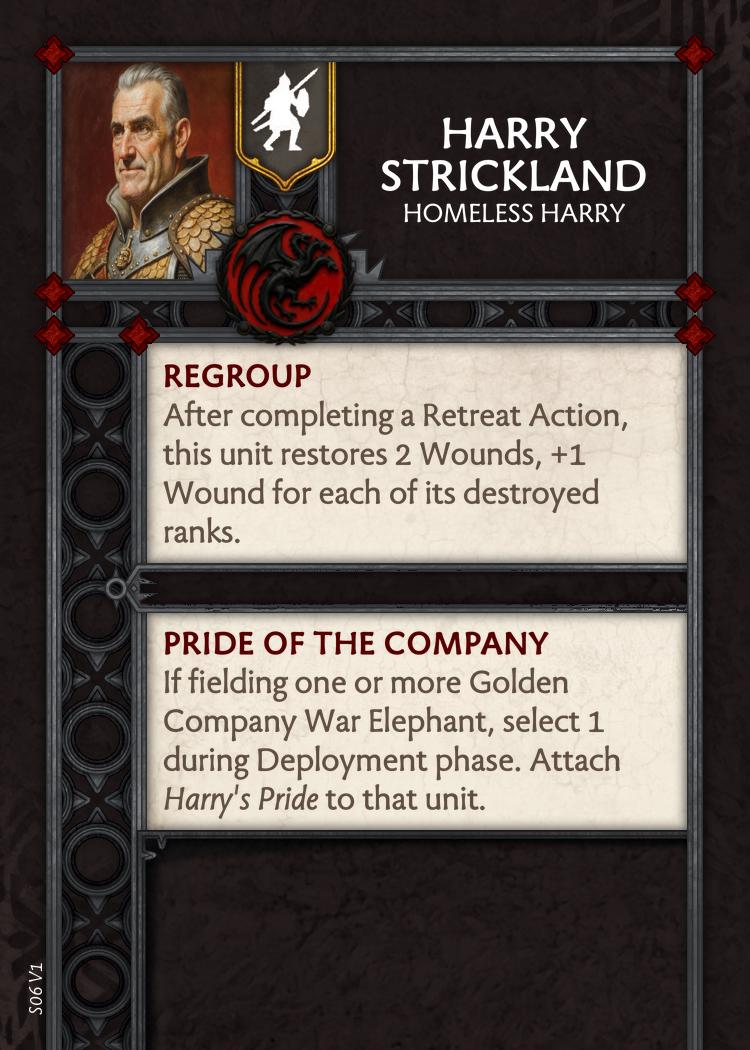 HARRY
STRICKLAND
HOMELESS HARRY
REGROUP
After completing a Retreat Action,
this unit restores 2 Wounds, +1
Wound for each of its destroyed
ranks.
PRIDE OF THE COMPANY
If fielding one or more Golden
Company War Elephant, select 1
during Deployment phase. Attach
Harry's Pride to that unit.
S06 V1